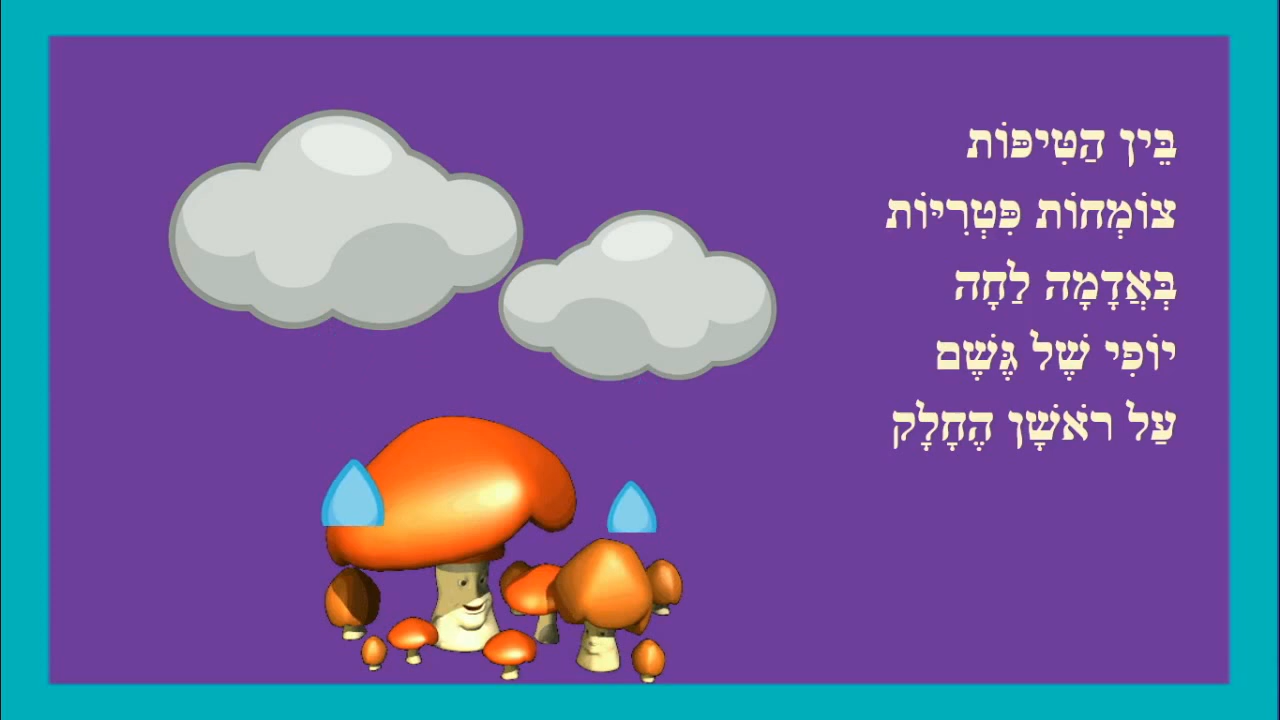 בֵּין הַטִּיפּוֹת
צוֹמְחוֹת פִּטְרִיּוֹת
בְּאֲדָמָה לַחָה
יוֹפִי שֶׁל גֶּשֶׁם
עַל רֹאשָׁן הֶחָלָק